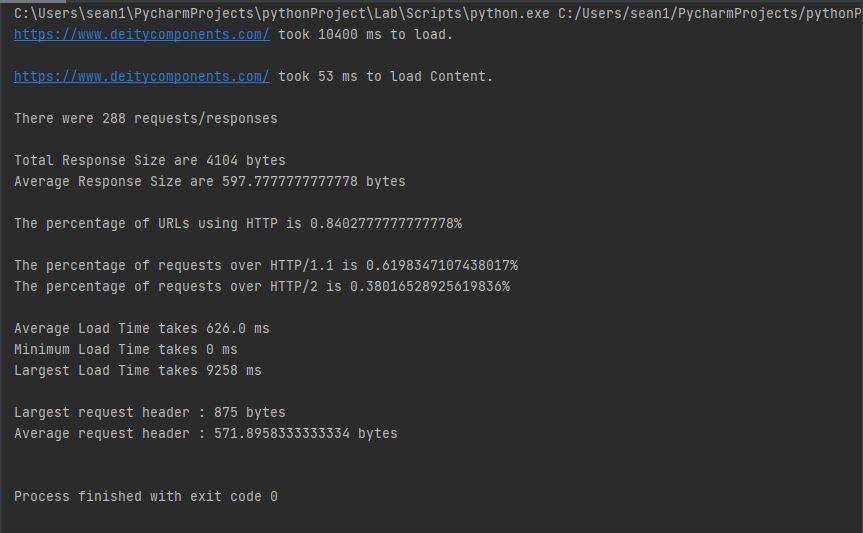 C:\Users\sean1\PycharmProjects\pythonProject\Lab\Scripts\python.exe C:/Users/sean1/PycharmProjects/pythonP
https://www.deitycomponents.com/ took 10400 ms to load.
https://www.deitycomponents.com/ took 53 ms to load Content.
There were 288 requests/responses
Total Response Size are 4104 bytes
Average Response Size are 597.7777777777778 bytes
The percentage of URLs using HTTP is 0.8402777777777778%
The percentage of requests over HTTP/1.1 is 0.6198347107438017%
The percentage of requests over HTTP/2 is 0.38016528925619836%
Average Load Time takes 626.0 ms
Minimum Load Time takes 0 ms
Largest Load Time takes 9258 ms
Largest request header : 875 bytes
Average request header : 571.8958333333334 bytes
Process finished with exit code 0